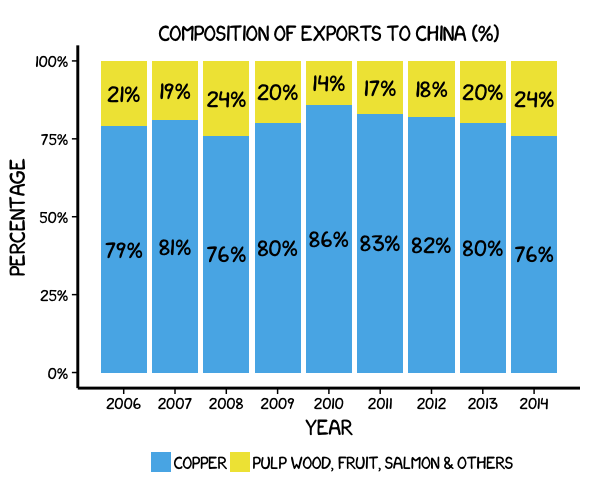 COMPOSITION OF EXPORTS TO CHINA (%)
100%
75%
50%
25%
0%
PERCENTAGE
21% 19% 24% 20% 14% 17% 18% 20% 24%
79% 81% 76% 80% 86% 83% 82% 80% 76%
2006 2007 2008 2009 2010 2011 2012 2013 2014
YEAR
COPPER PULP WOOD, FRUIT, SALMON & OTHERS